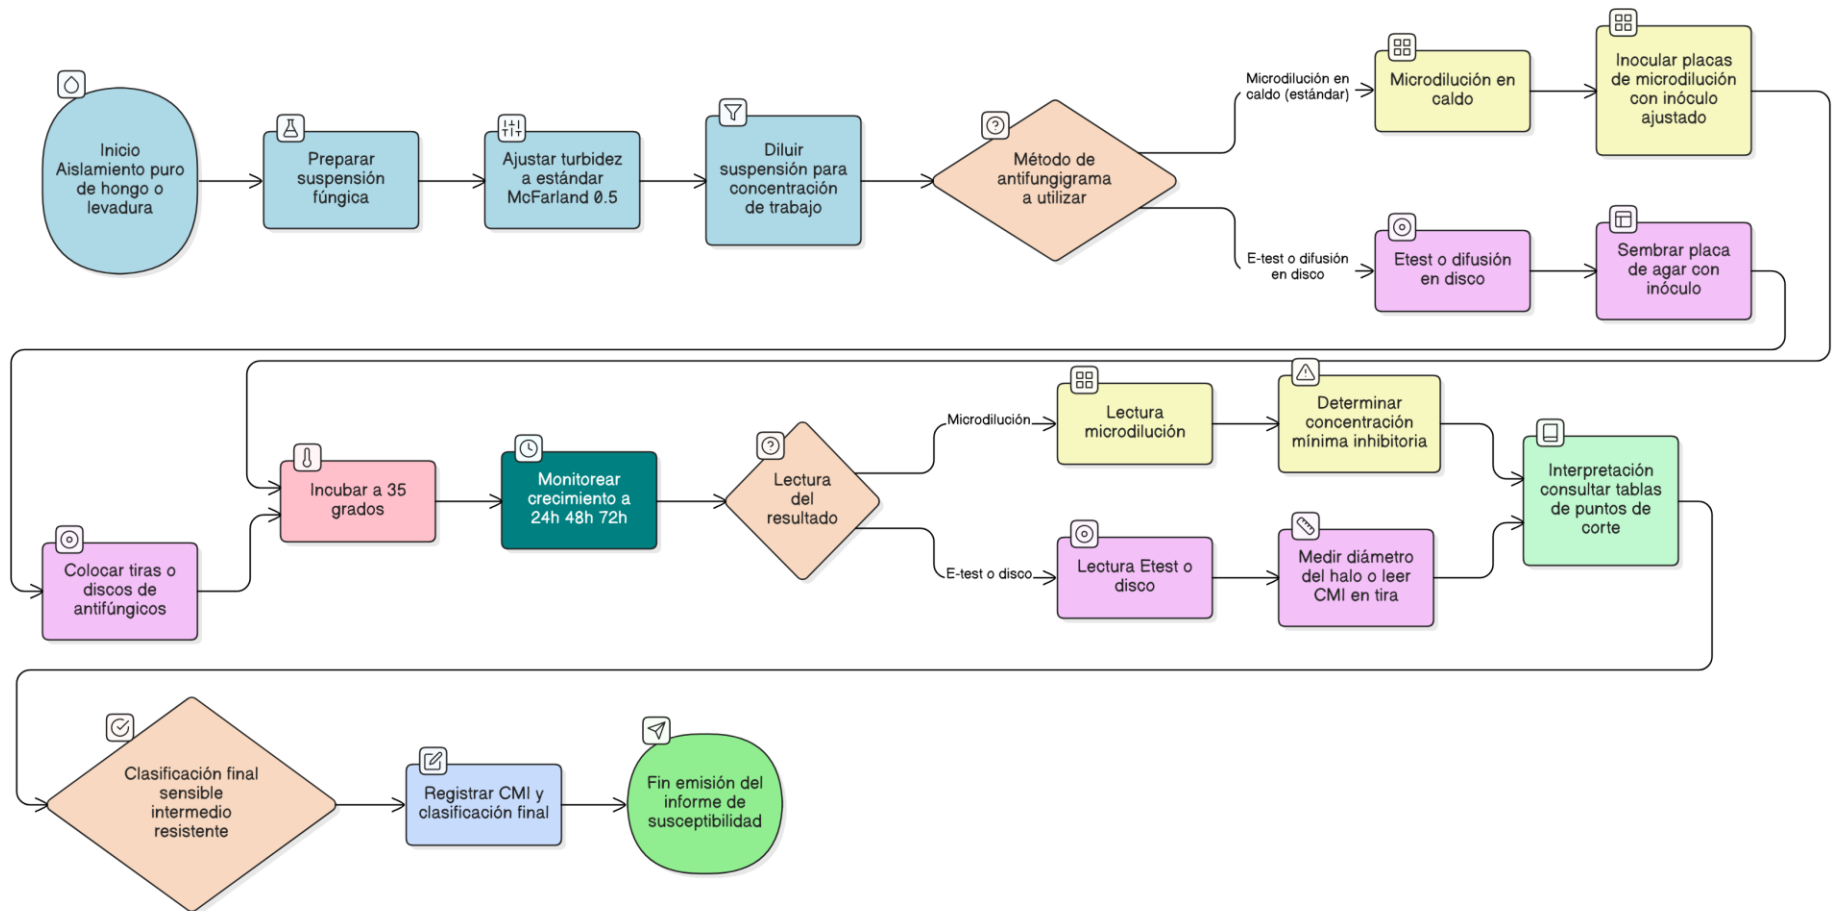 Inicio
Aislamiento puro
de hongo o
levadura
Preparar
suspensión
fúngica
Ajustar turbidez
a estándar
McFarland 0.5
Diluir
suspensión para
concentración
de trabajo
Método de
antifungigrama
a utilizar
Microdilución en
caldo (estándar)
Microdilución en
caldo
Inocular placas
de microdilución
con inóculo
ajustado
E-test o difusión
en disco
Etest o difusión
en disco
Sembrar placa
de agar con
inóculo
Colocar tiras o
discos de
antifúngicos
Incubar a 35
grados
Monitorear
crecimiento a
24h 48h 72h
Lectura
del
resultado
Microdilución
Lectura
microdilución
Determinar
concentración
mínima inhibitoria
E-test o disco
Lectura Etest o
disco
Medir diámetro
del halo o leer
CMI en tira
Interpretación
consultar tablas
de puntos de
corte
Clasificación final
sensible
intermedio
resistente
Registrar CMI y
clasificación final
Fin emisión del
informe de
susceptibilidad